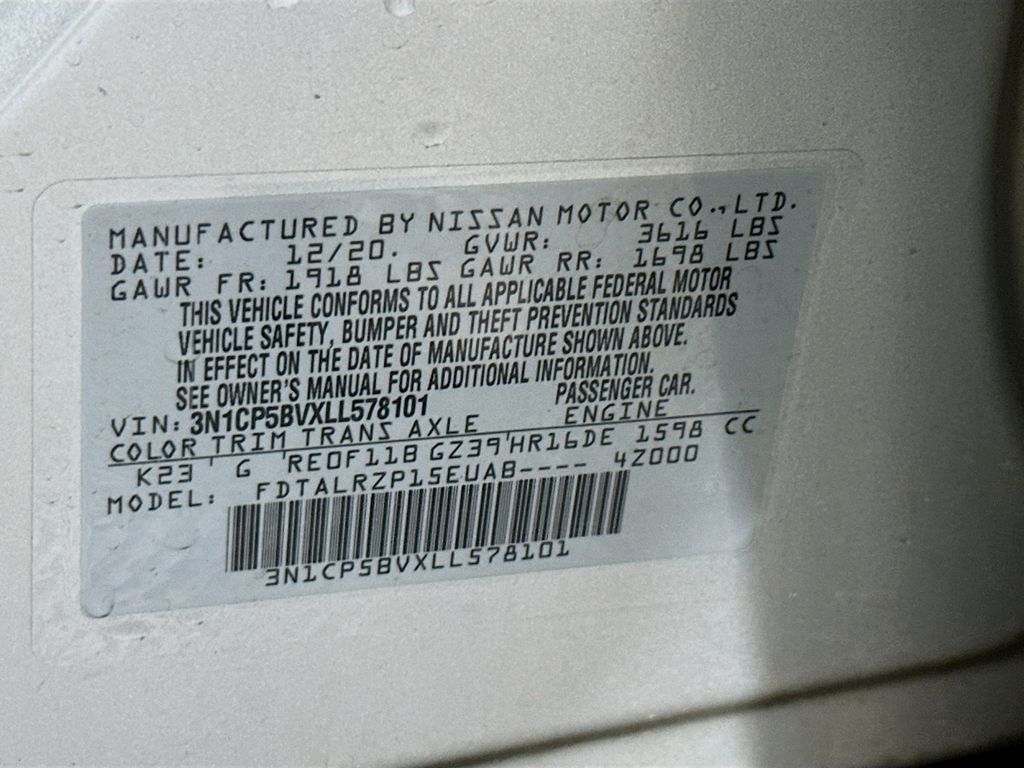 MANUFACTURED BY NISSAN MOTOR CO., LTD.
DATE: 12/20. GVWR: 3616 LBS
GAWR FR: 1918 LBS GAWR RR: 1698 LBS
THIS VEHICLE CONFORMS TO ALL APPLICABLE FEDERAL MOTOR
VEHICLE SAFETY, BUMPER AND THEFT PREVENTION STANDARDS
IN EFFECT ON THE DATE OF MANUFACTURE SHOWN ABOVE.
SEE OWNER'S MANUAL FOR ADDITIONAL INFORMATION.
VIN: 3N1CP5BVXLL578101 PASSENGER CAR.
COLOR TRIM TRANS AXLE ENGINE
K23 ' G 'RE0F11B GZ39'HR16DE 1598 CC
MODEL: FDTALRZP15EUAB---- 4Z000
3N1CP5BVXLL578101